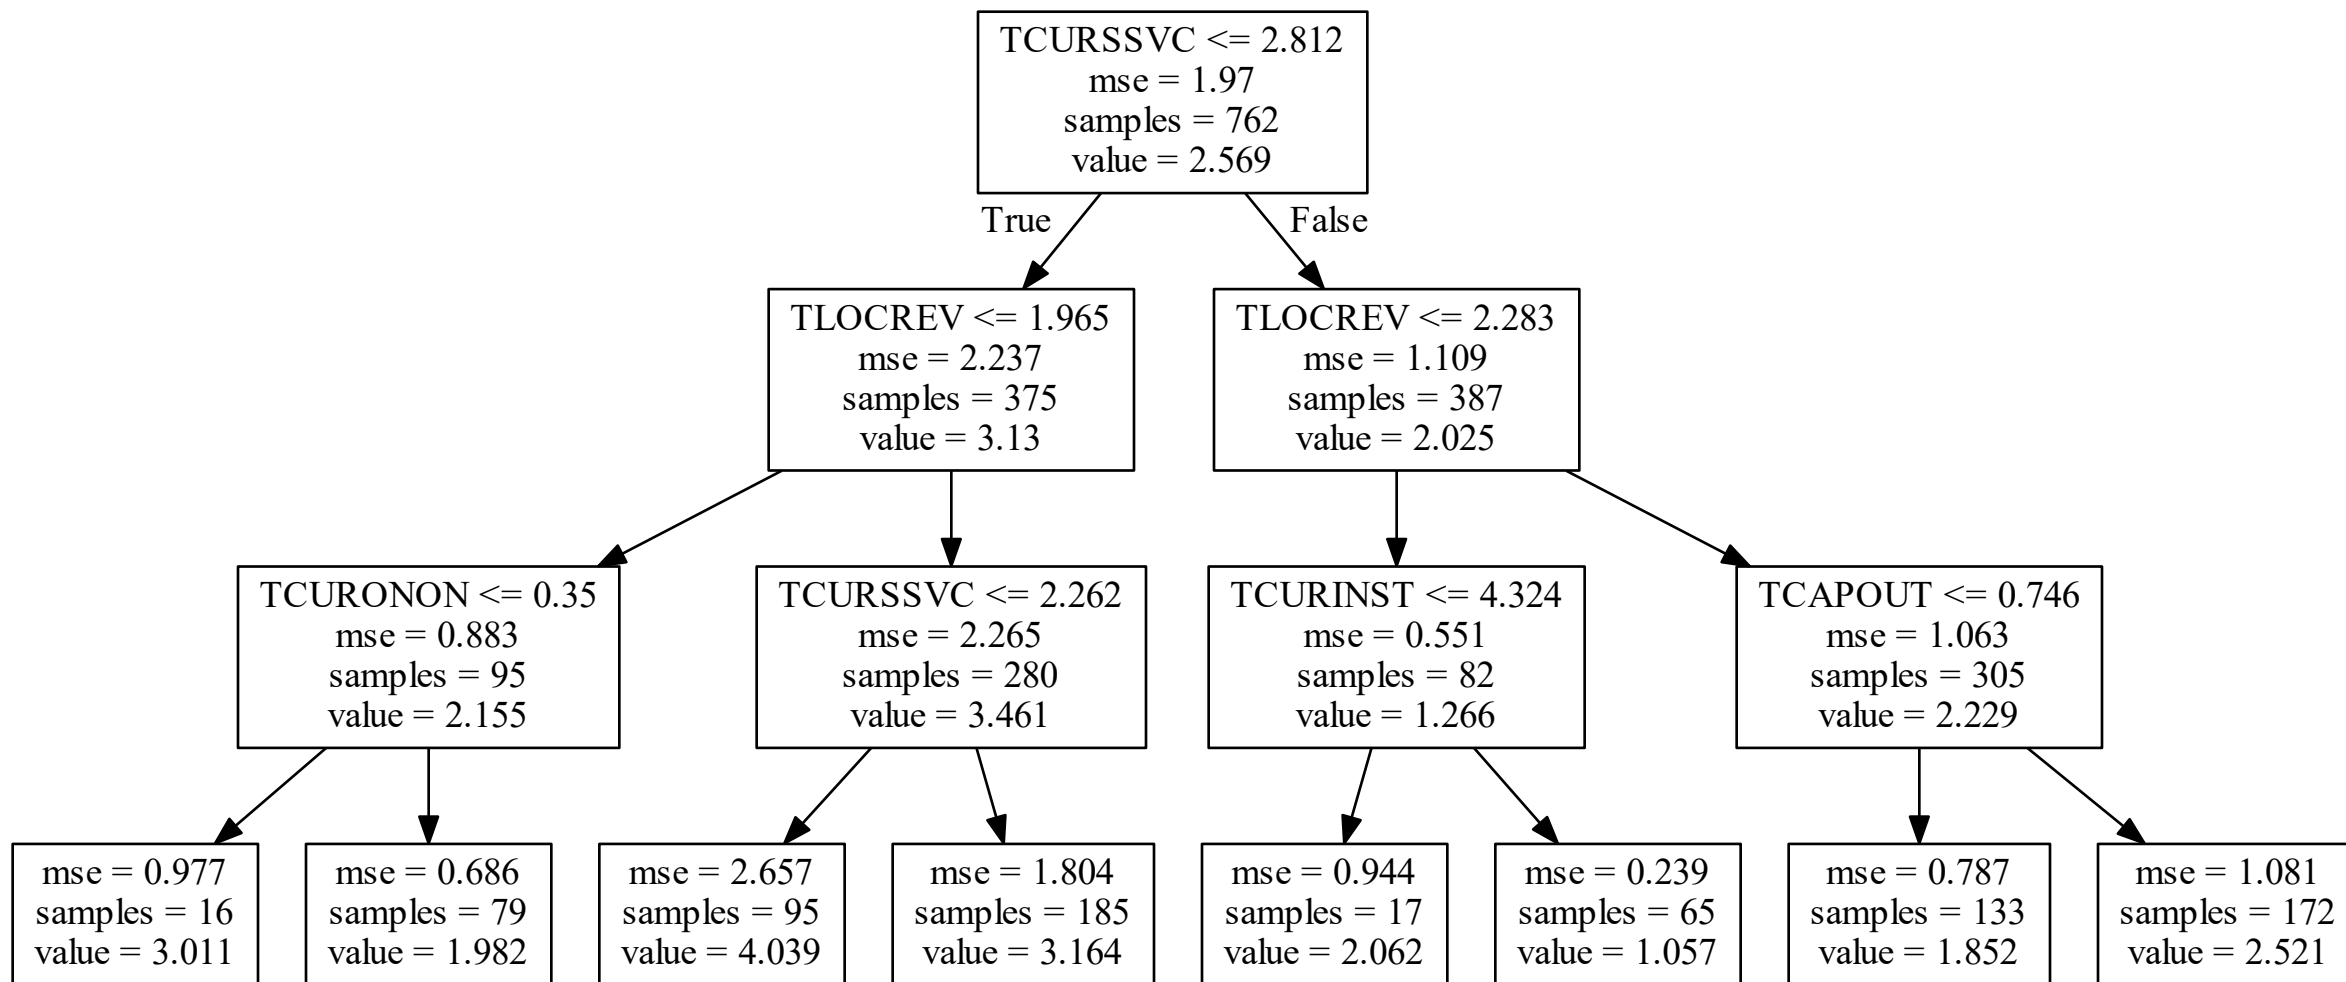 TCURSSVC <= 2.812
mse = 1.97
samples = 762
value = 2.569
True
False
TLOCREV <= 1.965
mse = 2.237
samples = 375
value = 3.13
TLOCREV <= 2.283
mse = 1.109
samples = 387
value = 2.025
TCURONON <= 0.35
mse = 0.883
samples = 95
value = 2.155
TCURSSVC <= 2.262
mse = 2.265
samples = 280
value = 3.461
TCURINST <= 4.324
mse = 0.551
samples = 82
value = 1.266
TCAPOUT <= 0.746
mse = 1.063
samples = 305
value = 2.229
mse = 0.977
samples = 16
value = 3.011
mse = 0.686
samples = 79
value = 1.982
mse = 2.657
samples = 95
value = 4.039
mse = 1.804
samples = 185
value = 3.164
mse = 0.944
samples = 17
value = 2.062
mse = 0.239
samples = 65
value = 1.057
mse = 0.787
samples = 133
value = 1.852
mse = 1.081
samples = 172
value = 2.521